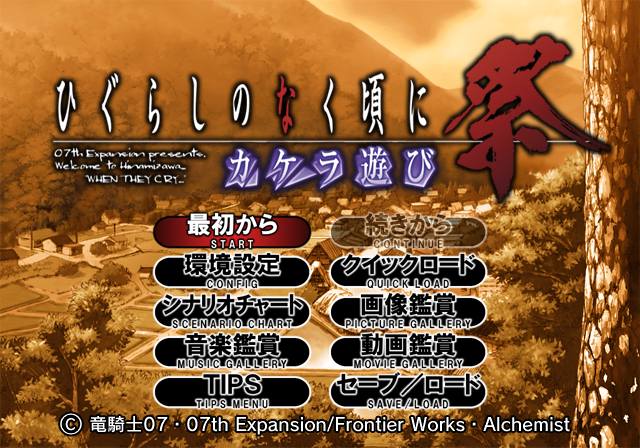 ひぐらしのなく頃に 祭
07th Expansion presents.
Welcome to Hinamizawa...
"WHEN THEY CRY..."
カケラ遊び
最初から
START
続きから
CONTINUE
環境設定
CONFIG
クイックロード
QUICK LOAD
シナリオチャート
SCENARIO CHART
画像鑑賞
PICTURE GALLERY
音楽鑑賞
MUSIC GALLERY
動画鑑賞
MOVIE GALLERY
TIPS
TIPS MENU
セーブ/ロード
SAVE/LOAD
© 竜騎士07・07th Expansion/Frontier Works・Alchemist